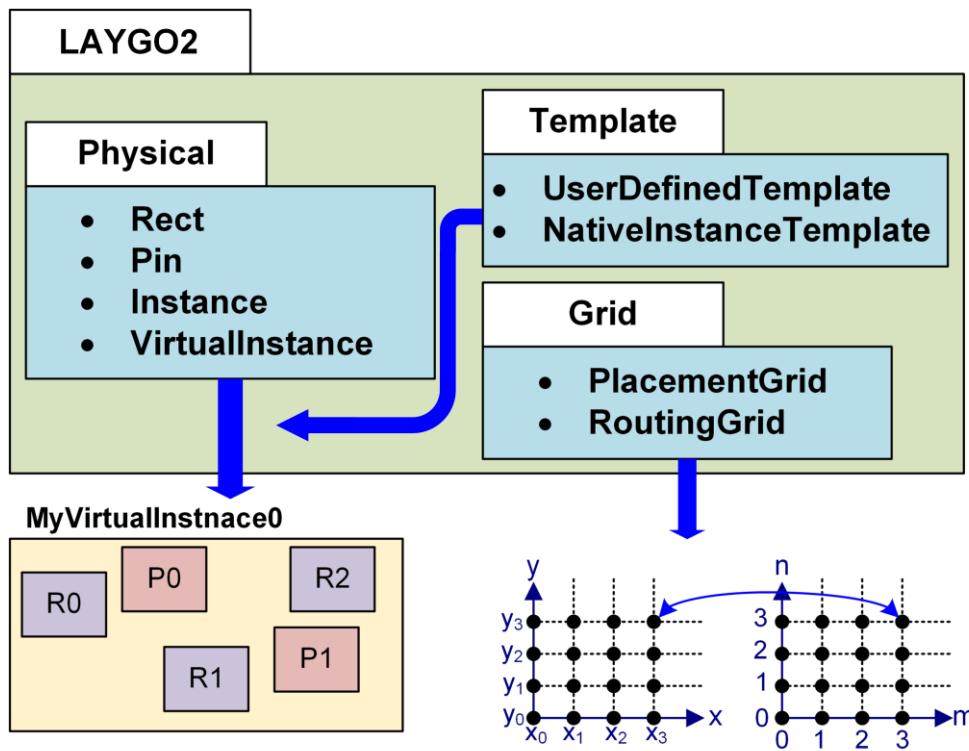 LAYGO2
Physical
• Rect
• Pin
• Instance
• VirtualInstance
Template
• UserDefinedTemplate
• NativeInstanceTemplate
Grid
• PlacementGrid
• RoutingGrid
MyVirtualInstnace0
R0
P0
R2
R1
P1
y
y₃
y₂
y₁
y₀
x₀ x₁ x₂ x₃
x
n
3
2
1
0
0 1 2 3
m